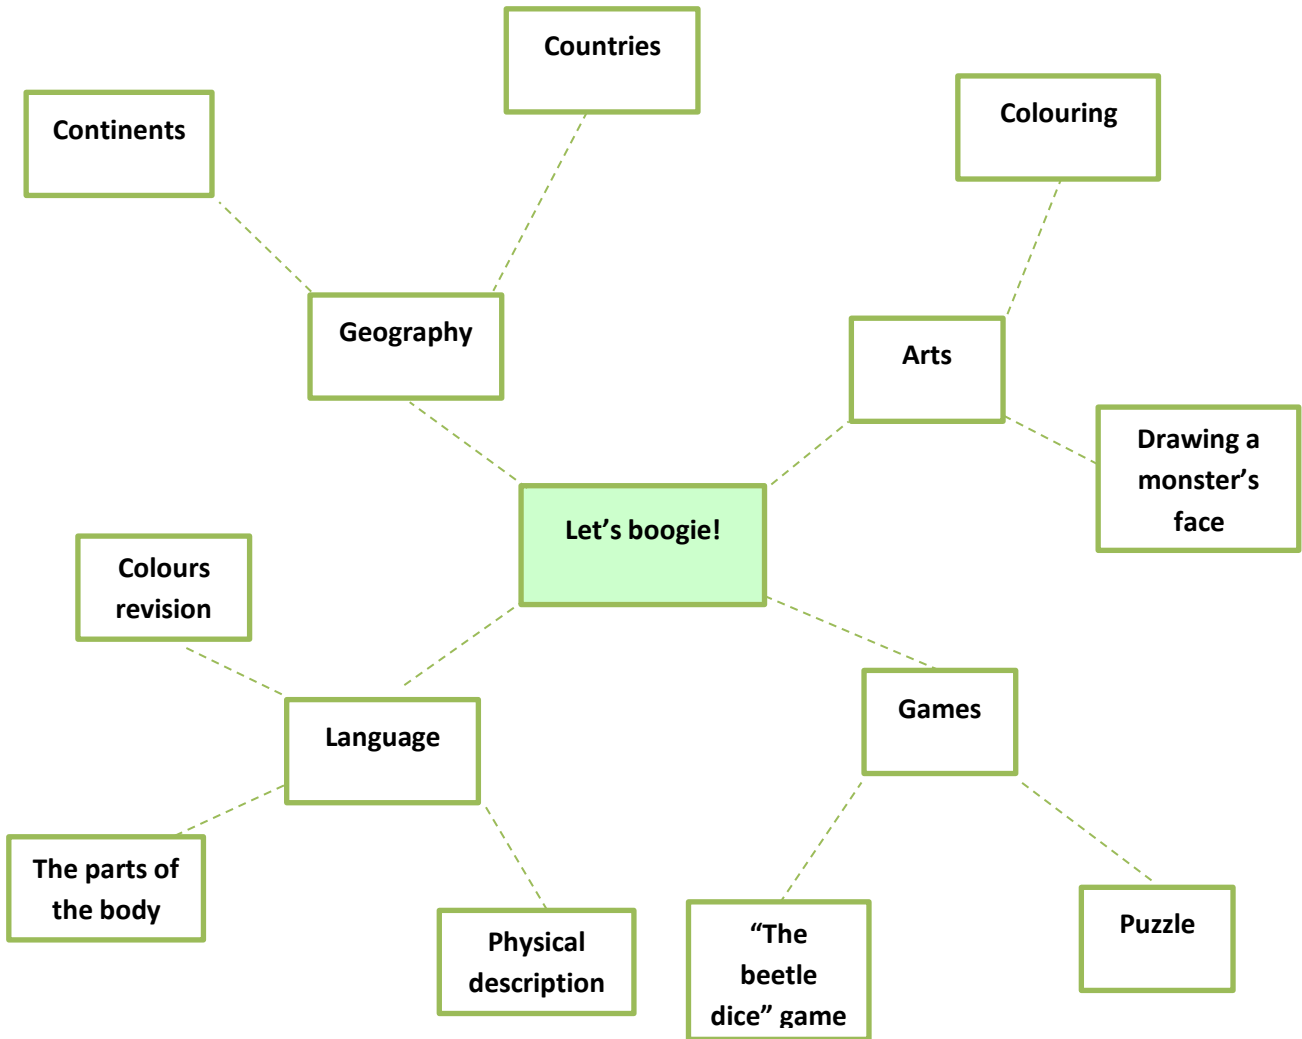 Countries
Continents
Colouring
Geography
Arts
Drawing a
monster’s
face
Let’s boogie!
Colours
revision
Language
Games
The parts of
the body
Physical
description
“The
beetle
dice” game
Puzzle